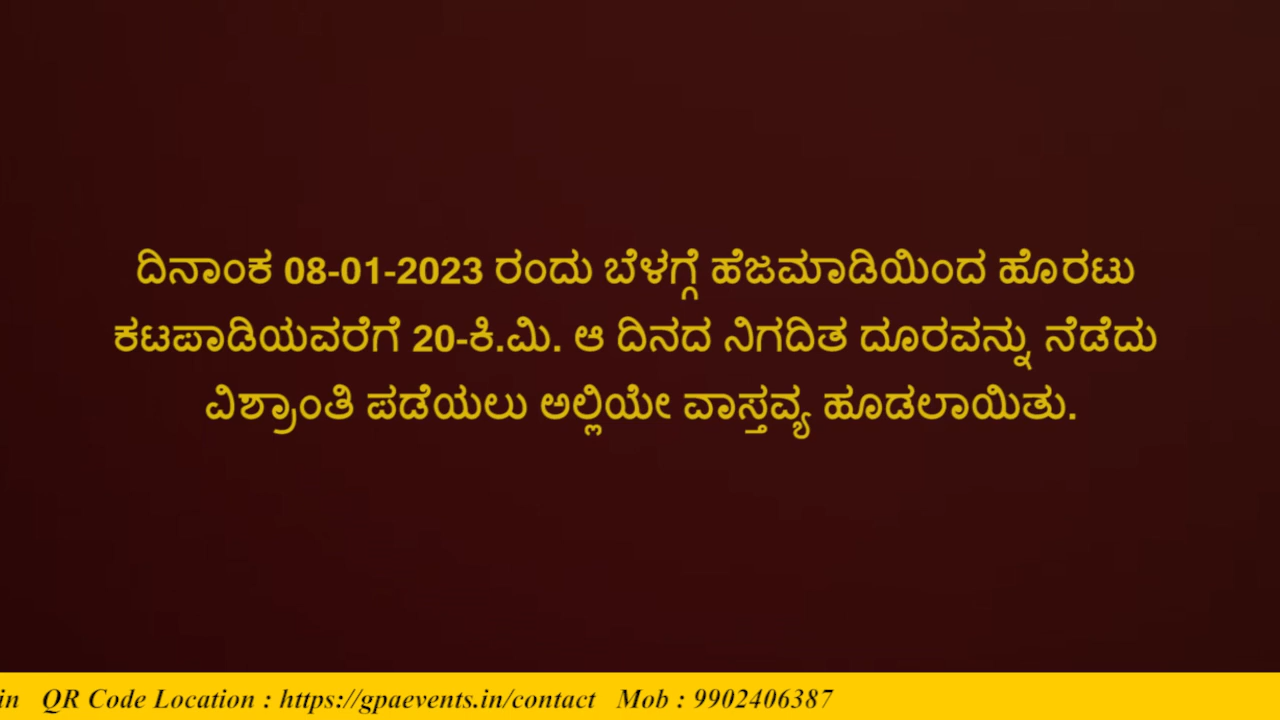 ದಿನಾಂಕ 08-01-2023 ರಂದು ಬೆಳಗ್ಗೆ ಹೆಜಮಾಡಿಯಿಂದ ಹೊರಟು
ಕಟಪಾಡಿಯವರೆಗೆ 20-ಕಿ.ಮಿ. ಆ ದಿನದ ನಿಗದಿತ ದೂರವನ್ನು ನೆಡೆದು
ವಿಶ್ರಾಂತಿ ಪಡೆಯಲು ಅಲ್ಲಿಯೇ ವಾಸ್ತವ್ಯ ಹೂಡಲಾಯಿತು.
in QR Code Location : https://gpaevents.in/contact Mob : 9902406387